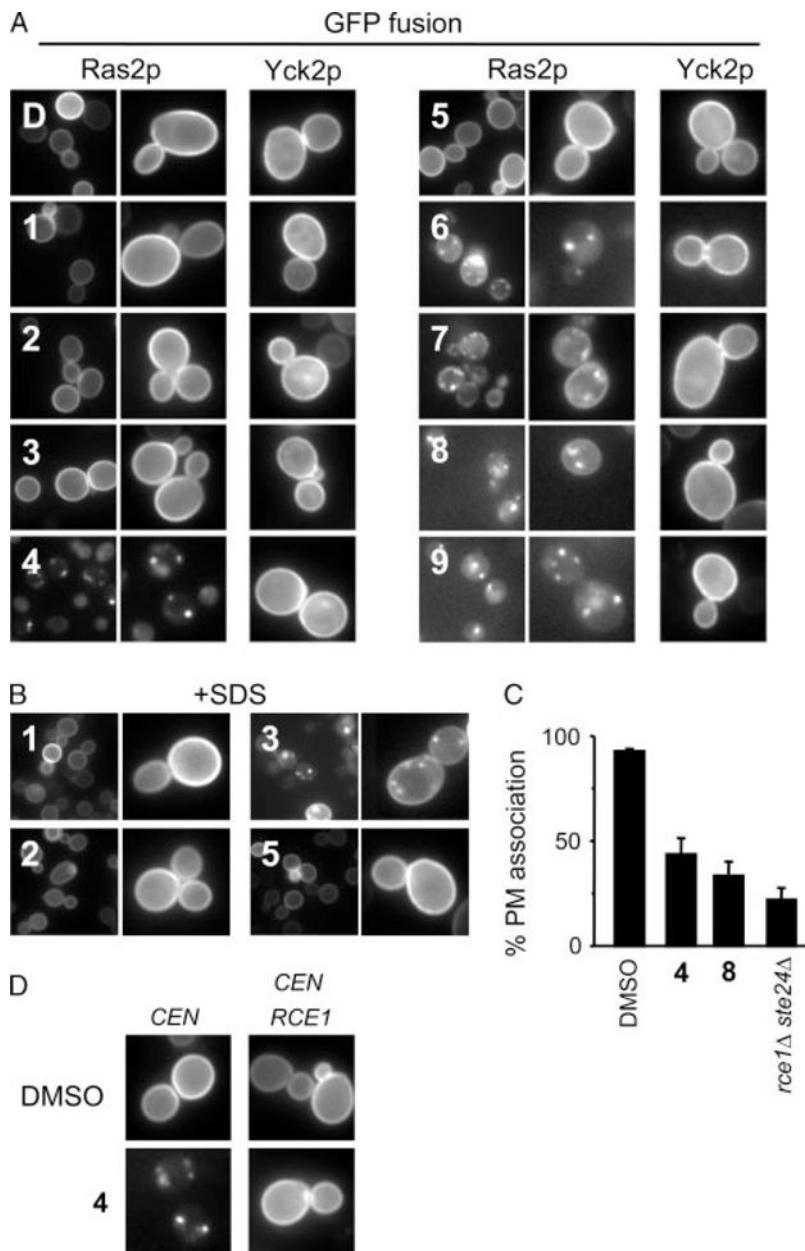 A
GFP fusion
Ras2p Yck2p Ras2p Yck2p
D 5
1 6
2 7
3 8
4 9
B +SDS
1 3
2 5
C
% PM association
100
50
0
DMSO 4 8 rce1Δ ste24Δ
D
CEN CEN RCE1
DMSO
4